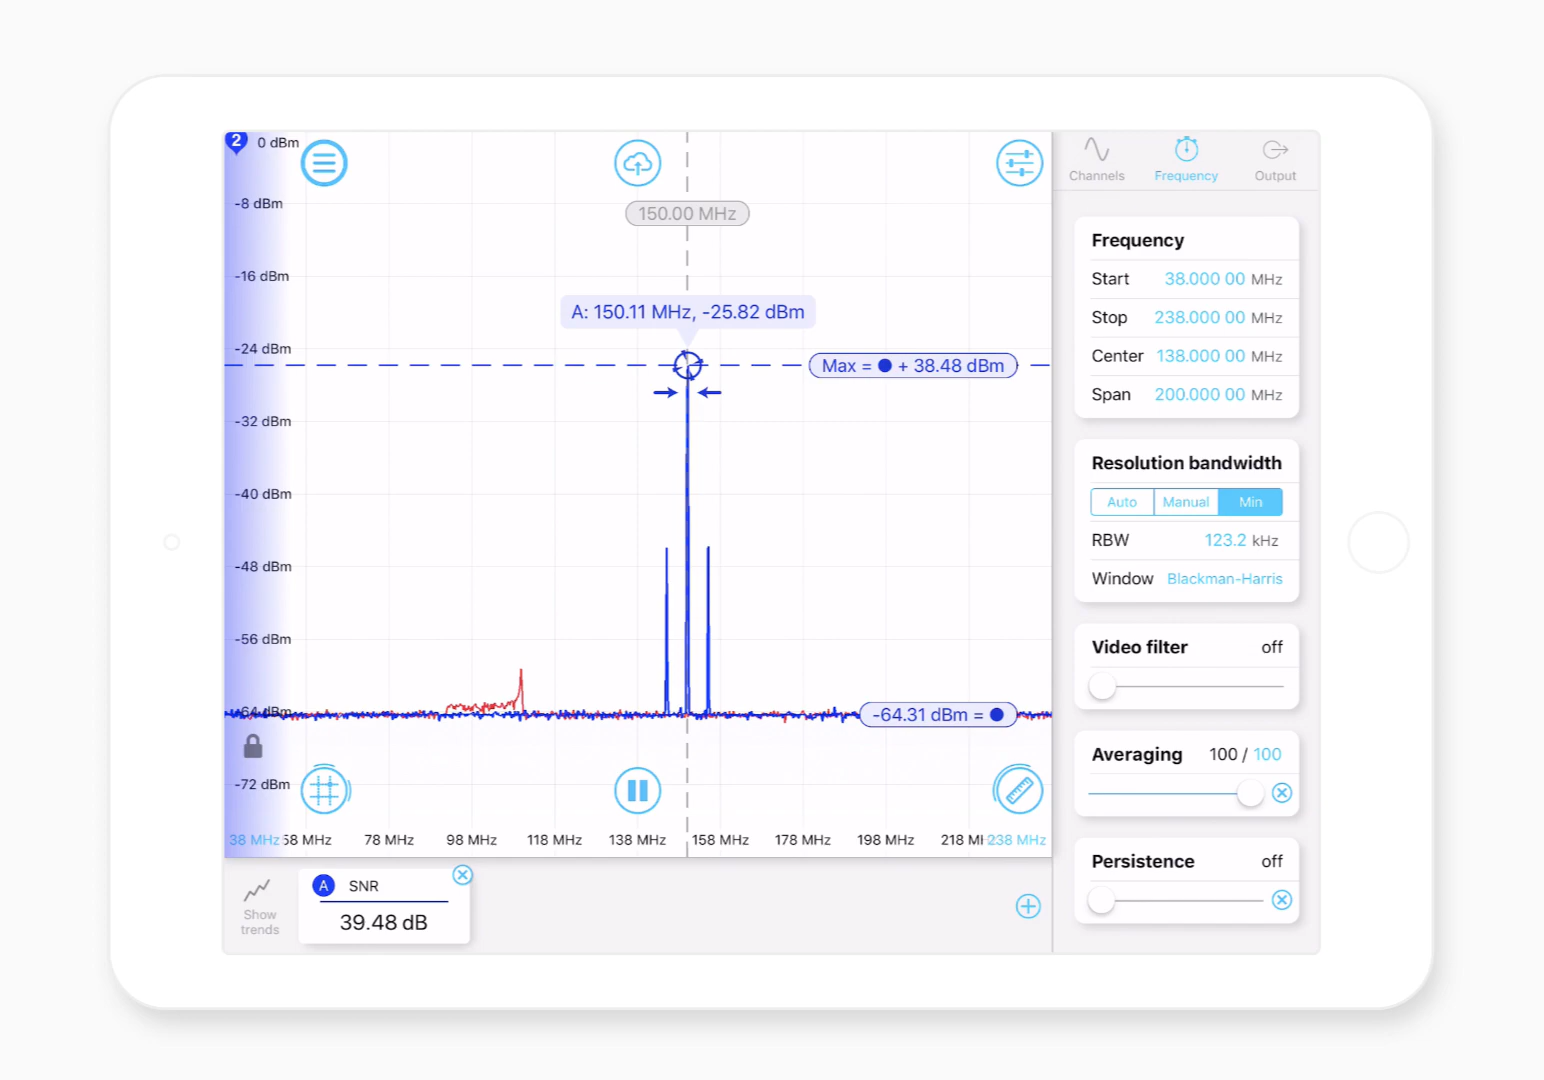 2
0 dBm
-8 dBm
-16 dBm
-24 dBm
-32 dBm
-40 dBm
-48 dBm
-56 dBm
-64 dBm
-72 dBm
150.00 MHz
A: 150.11 MHz, -25.82 dBm
Max = ● + 38.48 dBm
-64.31 dBm = ●
38 MHz 58 MHz 78 MHz 98 MHz 118 MHz 138 MHz 158 MHz 178 MHz 198 MHz 218 MH 238 MHz
Show
trends
A SNR
39.48 dB
Channels Frequency Output
Frequency
Start 38.000 00 MHz
Stop 238.000 00 MHz
Center 138.000 00 MHz
Span 200.000 00 MHz
Resolution bandwidth
Auto Manual Min
RBW 123.2 kHz
Window Blackman-Harris
Video filter off
Averaging 100 / 100
Persistence off